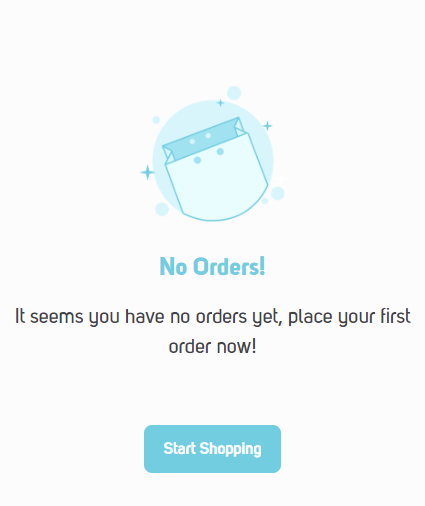 No Orders!
It seems you have no orders yet, place your first
order now!
Start Shopping